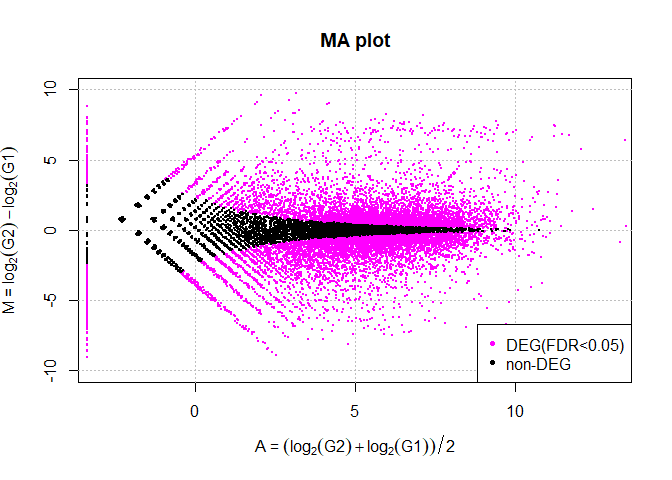 MA plot
M = log2(G2) − log2(G1)
10
5
0
-5
-10
DEG(FDR<0.05)
non-DEG
0 5 10
A = (log2(G2) + log2(G1))/2